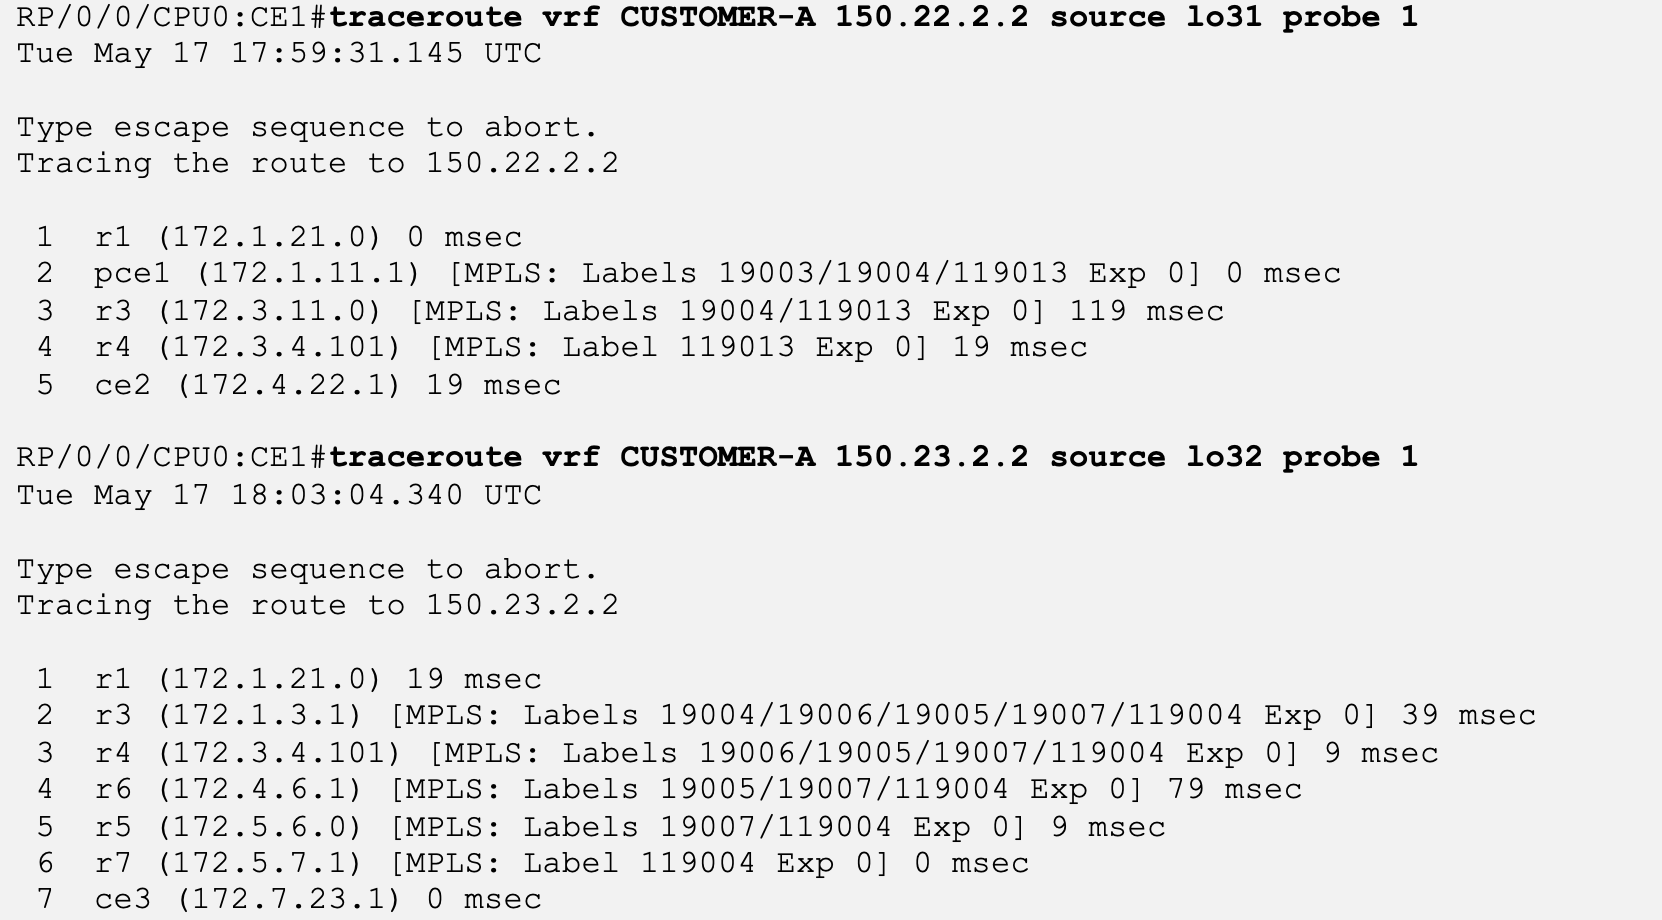 RP/0/0/CPU0:CE1#traceroute vrf CUSTOMER-A 150.22.2.2 source lo31 probe 1
Tue May 17 17:59:31.145 UTC
Type escape sequence to abort.
Tracing the route to 150.22.2.2
1 r1 (172.1.21.0) 0 msec
2 pce1 (172.1.11.1) [MPLS: Labels 19003/19004/119013 Exp 0] 0 msec
3 r3 (172.3.11.0) [MPLS: Labels 19004/119013 Exp 0] 119 msec
4 r4 (172.3.4.101) [MPLS: Label 119013 Exp 0] 19 msec
5 ce2 (172.4.22.1) 19 msec
RP/0/0/CPU0:CE1#traceroute vrf CUSTOMER-A 150.23.2.2 source lo32 probe 1
Tue May 17 18:03:04.340 UTC
Type escape sequence to abort.
Tracing the route to 150.23.2.2
1 r1 (172.1.21.0) 19 msec
2 r3 (172.1.3.1) [MPLS: Labels 19004/19006/19005/19007/119004 Exp 0] 39 msec
3 r4 (172.3.4.101) [MPLS: Labels 19006/19005/19007/119004 Exp 0] 9 msec
4 r6 (172.4.6.1) [MPLS: Labels 19005/19007/119004 Exp 0] 79 msec
5 r5 (172.5.6.0) [MPLS: Labels 19007/119004 Exp 0] 9 msec
6 r7 (172.5.7.1) [MPLS: Label 119004 Exp 0] 0 msec
7 ce3 (172.7.23.1) 0 msec